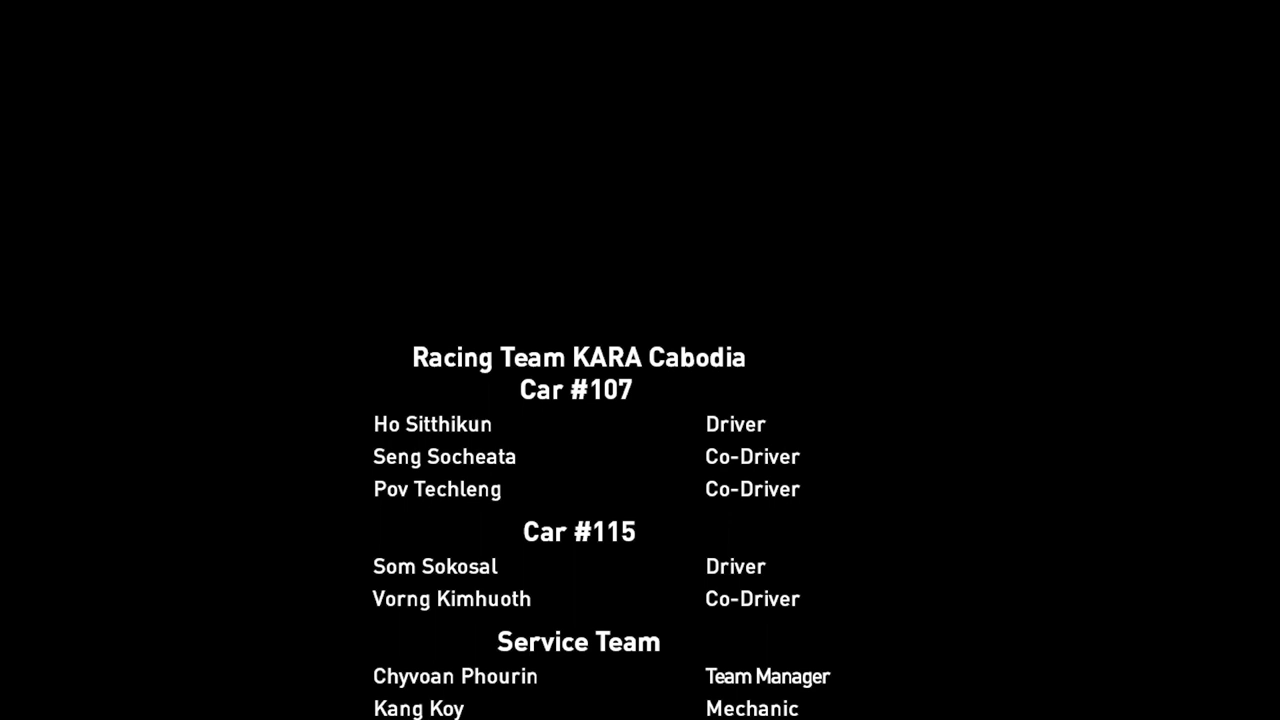 Racing Team KARA Cabodia
Car #107
Ho Sitthikun Driver
Seng Socheata Co-Driver
Pov Techleng Co-Driver
Car #115
Som Sokosal Driver
Vorng Kimhuoth Co-Driver
Service Team
Chyvoan Phourin Team Manager
Kang Koy Mechanic